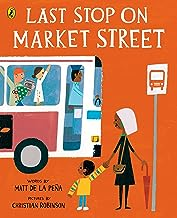 LAST STOP ON
MARKET STREET
WORDS BY
MATT DE LA PEÑA
PICTURES BY
CHRISTIAN ROBINSON